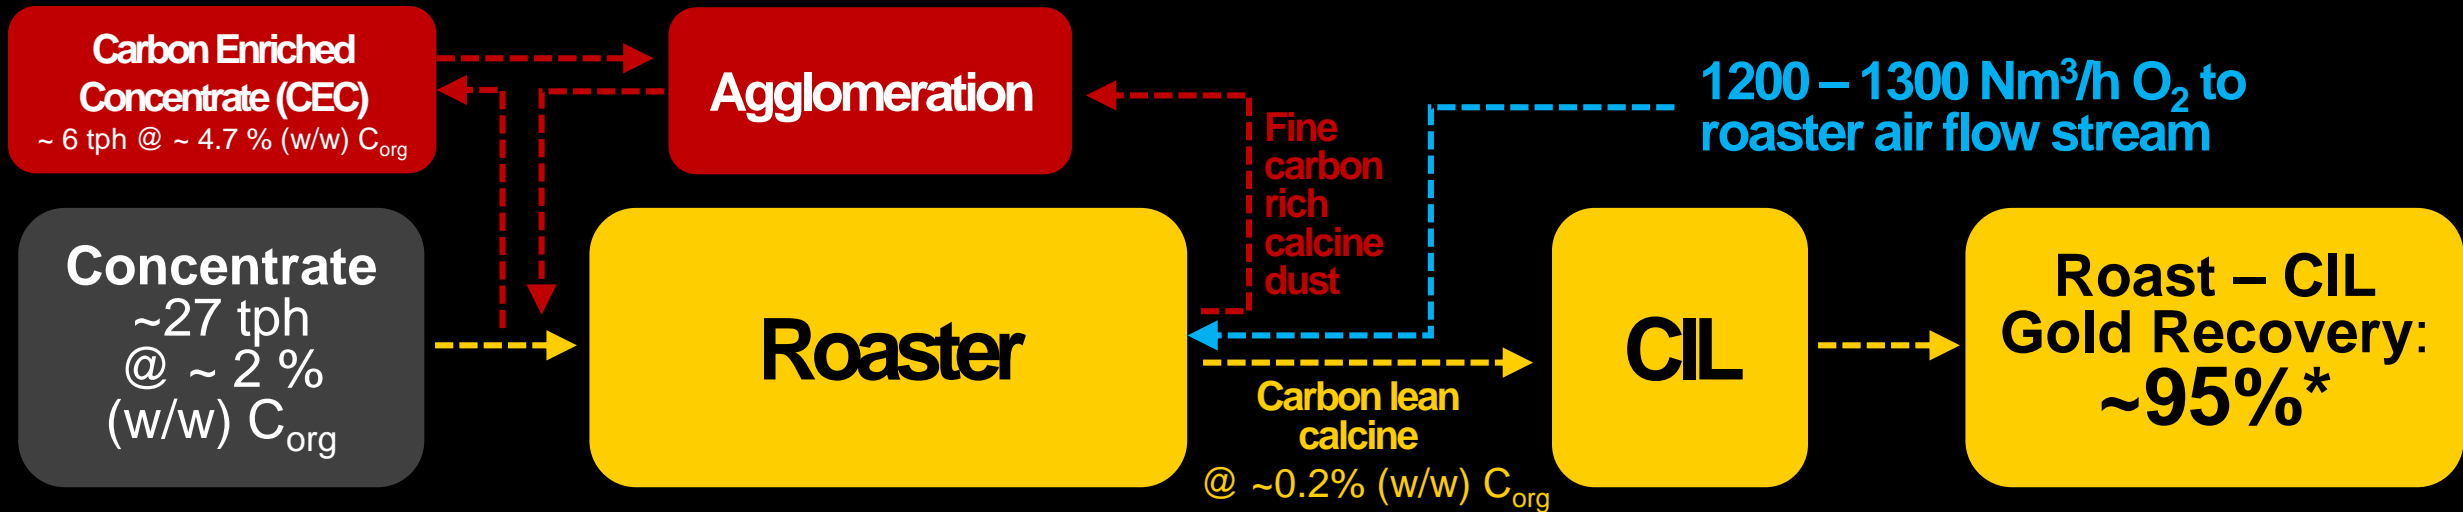 Carbon Enriched
Concentrate (CEC)
~ 6 tph @ ~ 4.7 % (w/w) Corg
Agglomeration
Fine
carbon
rich
calcine
dust
1200 – 1300 Nm³/h O₂ to
roaster air flow stream
Concentrate
~27 tph
@ ~ 2 %
(w/w) Corg
Roaster
Carbon lean
calcine
@ ~0.2% (w/w) Corg
CIL
Roast – CIL
Gold Recovery:
~95%*